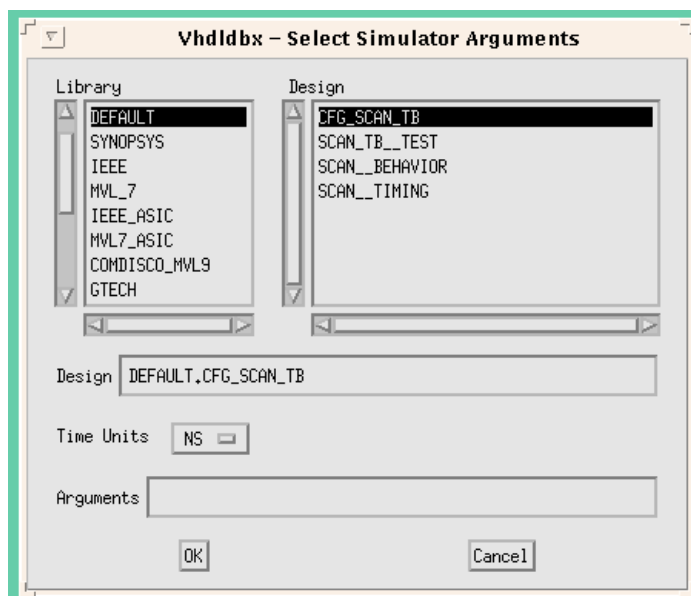 Vhdldbx – Select Simulator Arguments
Library
Design
DEFAULT
SYNOPSYS
IEEE
MVL_7
IEEE_ASIC
MVL7_ASIC
COMDISCO_MVL9
GTECH
CFG_SCAN_TB
SCAN_TB__TEST
SCAN__BEHAVIOR
SCAN__TIMING
Design DEFAULT.CFG_SCAN_TB
Time Units NS
Arguments
OK Cancel